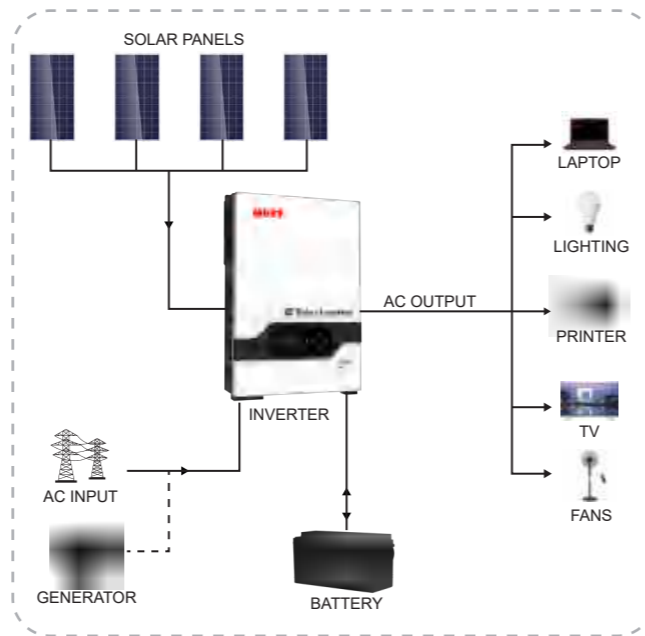 SOLAR PANELS
LAPTOP
LIGHTING
AC OUTPUT
PRINTER
INVERTER
TV
AC INPUT
FANS
GENERATOR
BATTERY